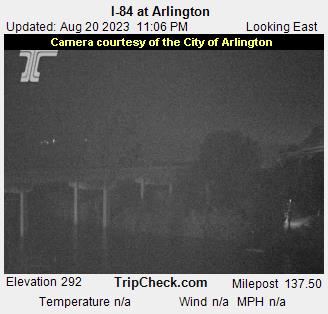 I-84 at Arlington
Updated: Aug 20 2023 11:06 PM Looking East
Camera courtesy of the City of Arlington
Elevation 292 TripCheck.com Milepost 137.50
Temperature n/a Wind n/a MPH n/a